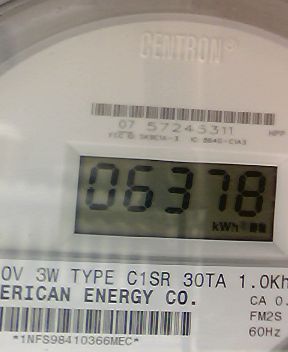 CENTRON®
07 57245311
HPP
06378
kWh
0V 3W TYPE C1SR 30TA 1.0Kh
ERICAN ENERGY CO.
CA 0.
FM2S
60Hz
*1NFS98410366MEC*